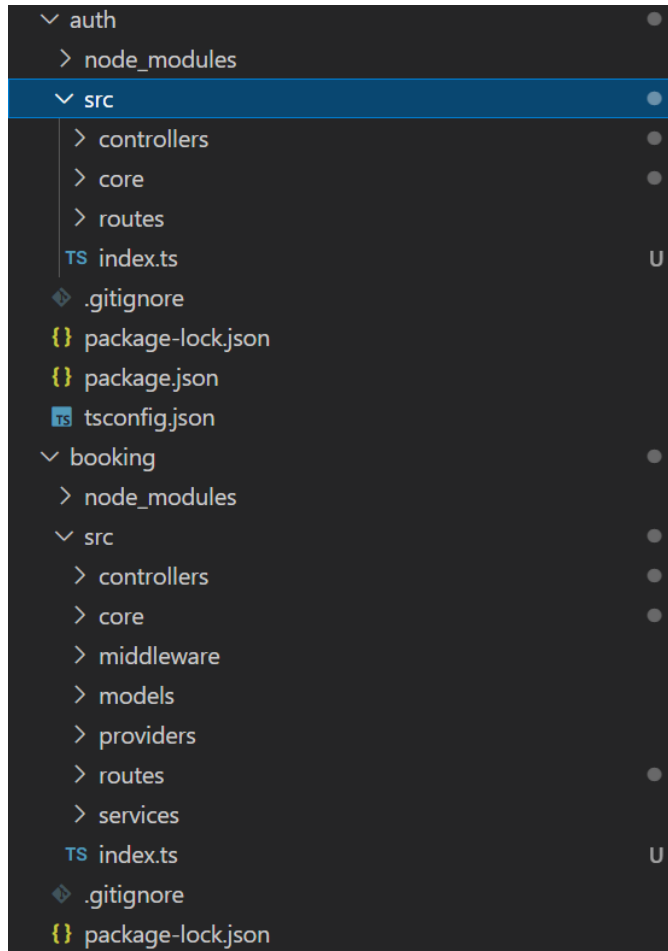 auth
node_modules
src
controllers
core
routes
TS index.ts U
.gitignore
{} package-lock.json
{} package.json
TS tsconfig.json
booking
node_modules
src
controllers
core
middleware
models
providers
routes
services
TS index.ts U
.gitignore
{} package-lock.json